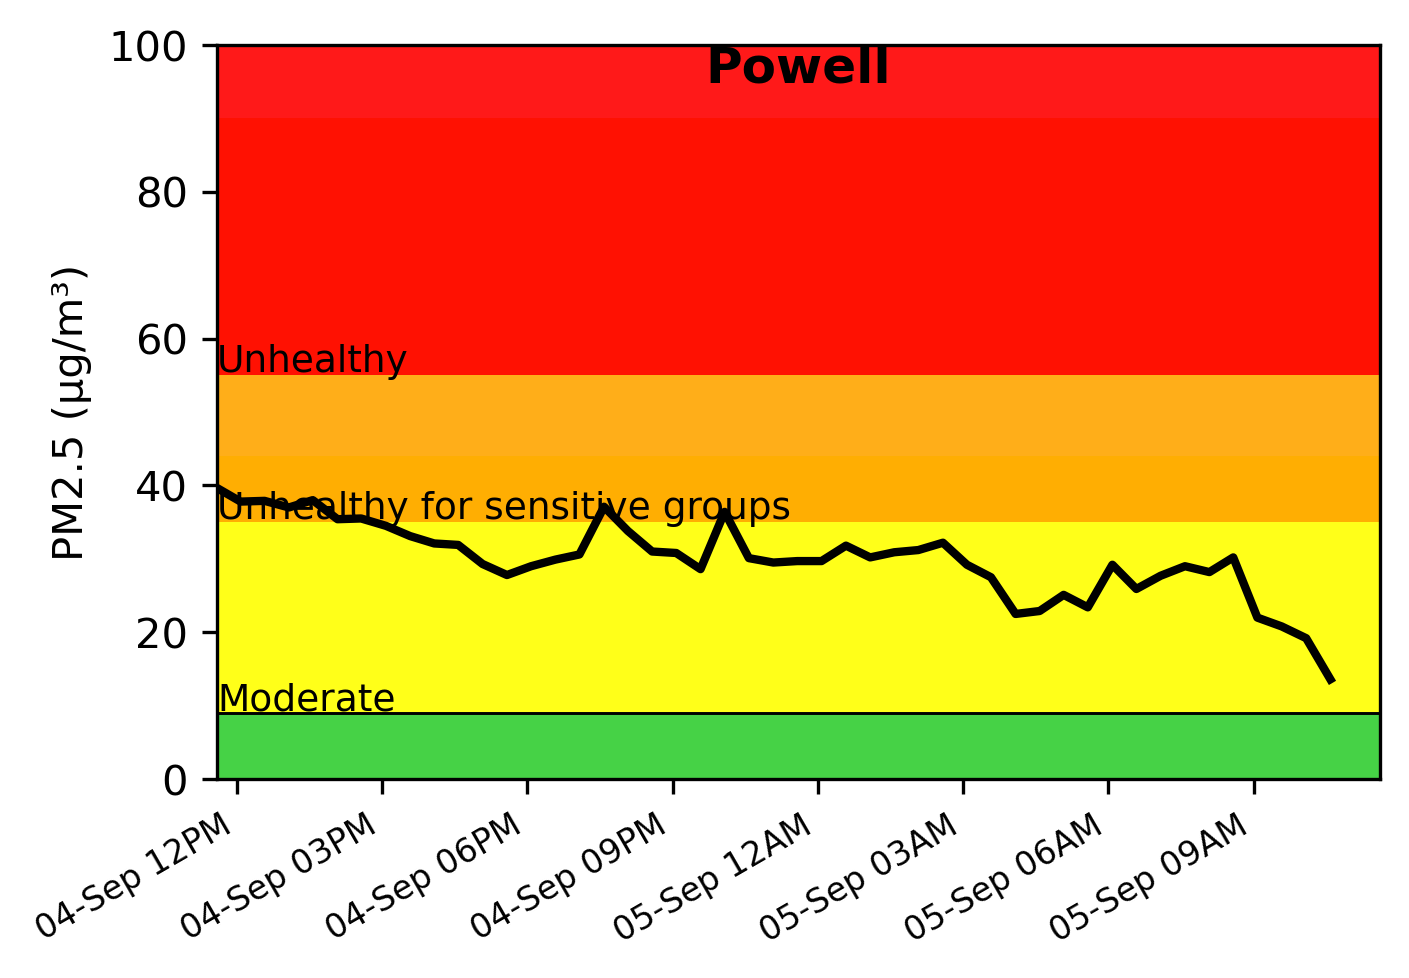 Powell
PM2.5 (µg/m³)
100
80
60
40
20
0
Unhealthy
Unhealthy for sensitive groups
Moderate
04-Sep 12PM
04-Sep 03PM
04-Sep 06PM
04-Sep 09PM
05-Sep 12AM
05-Sep 03AM
05-Sep 06AM
05-Sep 09AM